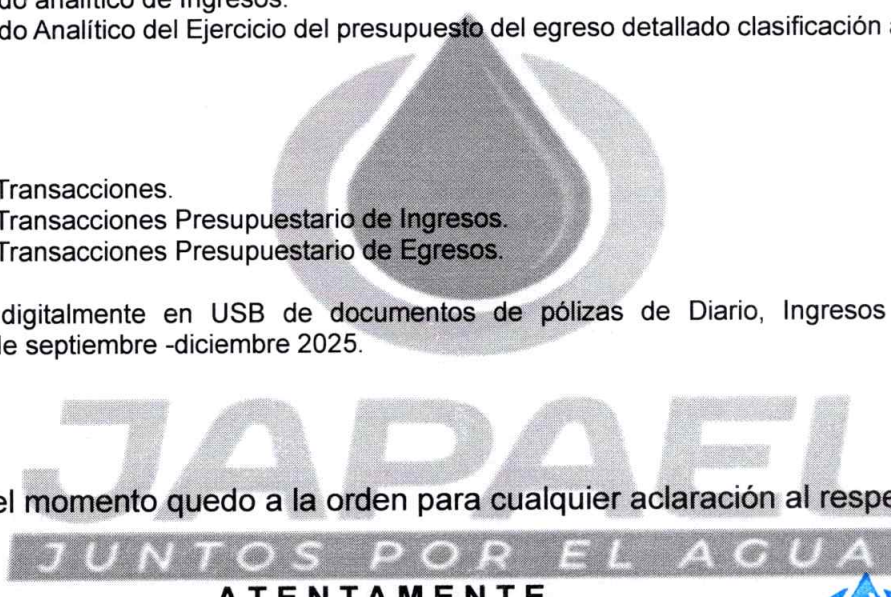 do analítico de Ingresos.
do Analítico del Ejercicio del presupuesto del egreso detallado clasificación
Transacciones.
Transacciones Presupuestario de Ingresos.
Transacciones Presupuestario de Egresos.
digitalmente en USB de documentos de pólizas de Diario, Ingresos
de septiembre -diciembre 2025.
JAPAEL
el momento quedo a la orden para cualquier aclaración al respe
JUNTOS POR EL AGUA
ATENTAMENTE